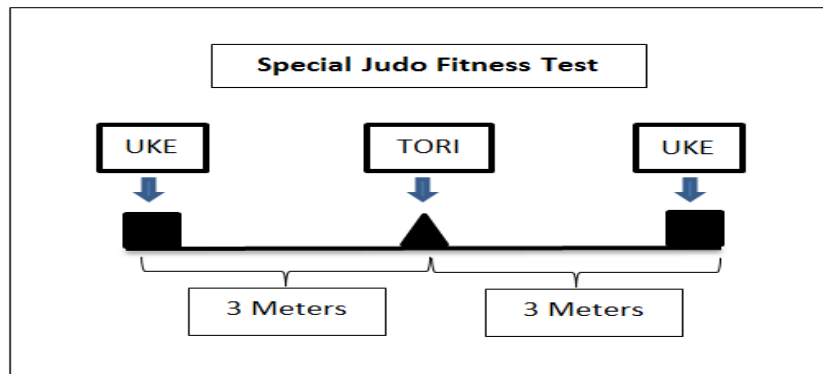 Special Judo Fitness Test
UKE
TORI
UKE
3 Meters
3 Meters